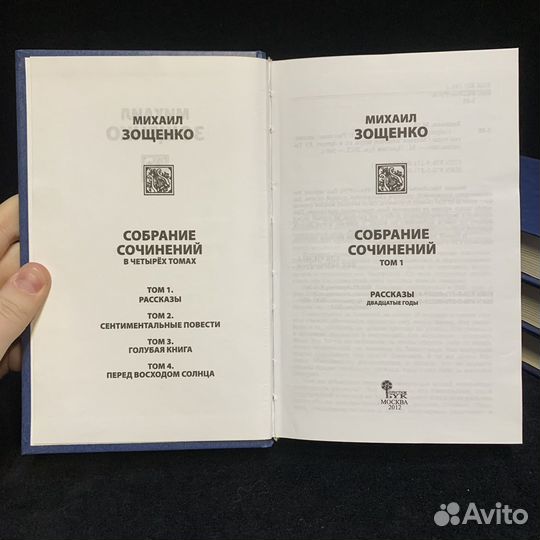 МИХАИЛ
ЗОЩЕНКО
СОБРАНИЕ
СОЧИНЕНИЙ
В ЧЕТЫРЁХ ТОМАХ
ТОМ 1.
РАССКАЗЫ
ТОМ 2.
СЕНТИМЕНТАЛЬНЫЕ ПОВЕСТИ
ТОМ 3.
ГОЛУБАЯ КНИГА
ТОМ 4.
ПЕРЕД ВОСХОДОМ СОЛНЦА
МИХАИЛ
ЗОЩЕНКО
СОБРАНИЕ
СОЧИНЕНИЙ
ТОМ 1
РАССКАЗЫ
ДВАДЦАТЫЕ ГОДЫ
БУК
МОСКВА
2012
Avito